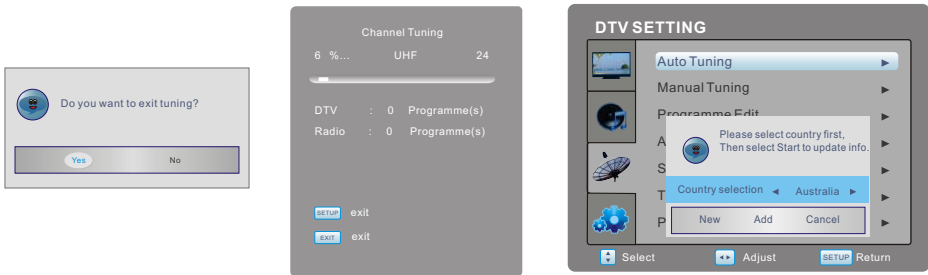 Do you want to exit tuning?
Yes No
Channel Tuning
6 %... UHF 24
DTV : 0 Programme(s)
Radio : 0 Programme(s)
SETUP exit
EXIT exit
DTV SETTING
Auto Tuning
Manual Tuning
Programme Edit
A
S
T
P
Please select country first,
Then select Start to update info.
Country selection ◄ Australia ►
New Add Cancel
Select Adjust SETUP Return